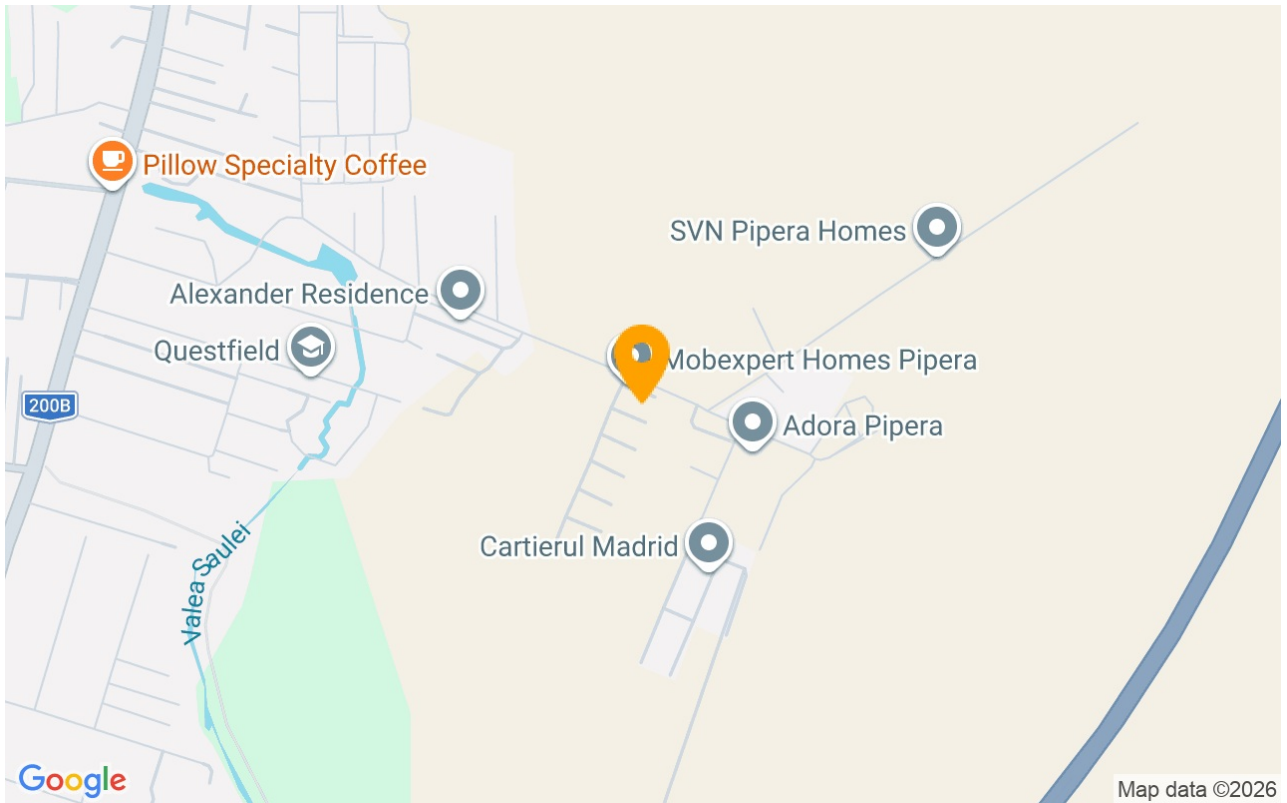 Pillow Specialty Coffee
SVN Pipera Homes
Alexander Residence
Questfield
Mobexpert Homes Pipera
200B
Adora Pipera
Cartierul Madrid
Valea Saulei
Google
Map data ©2026